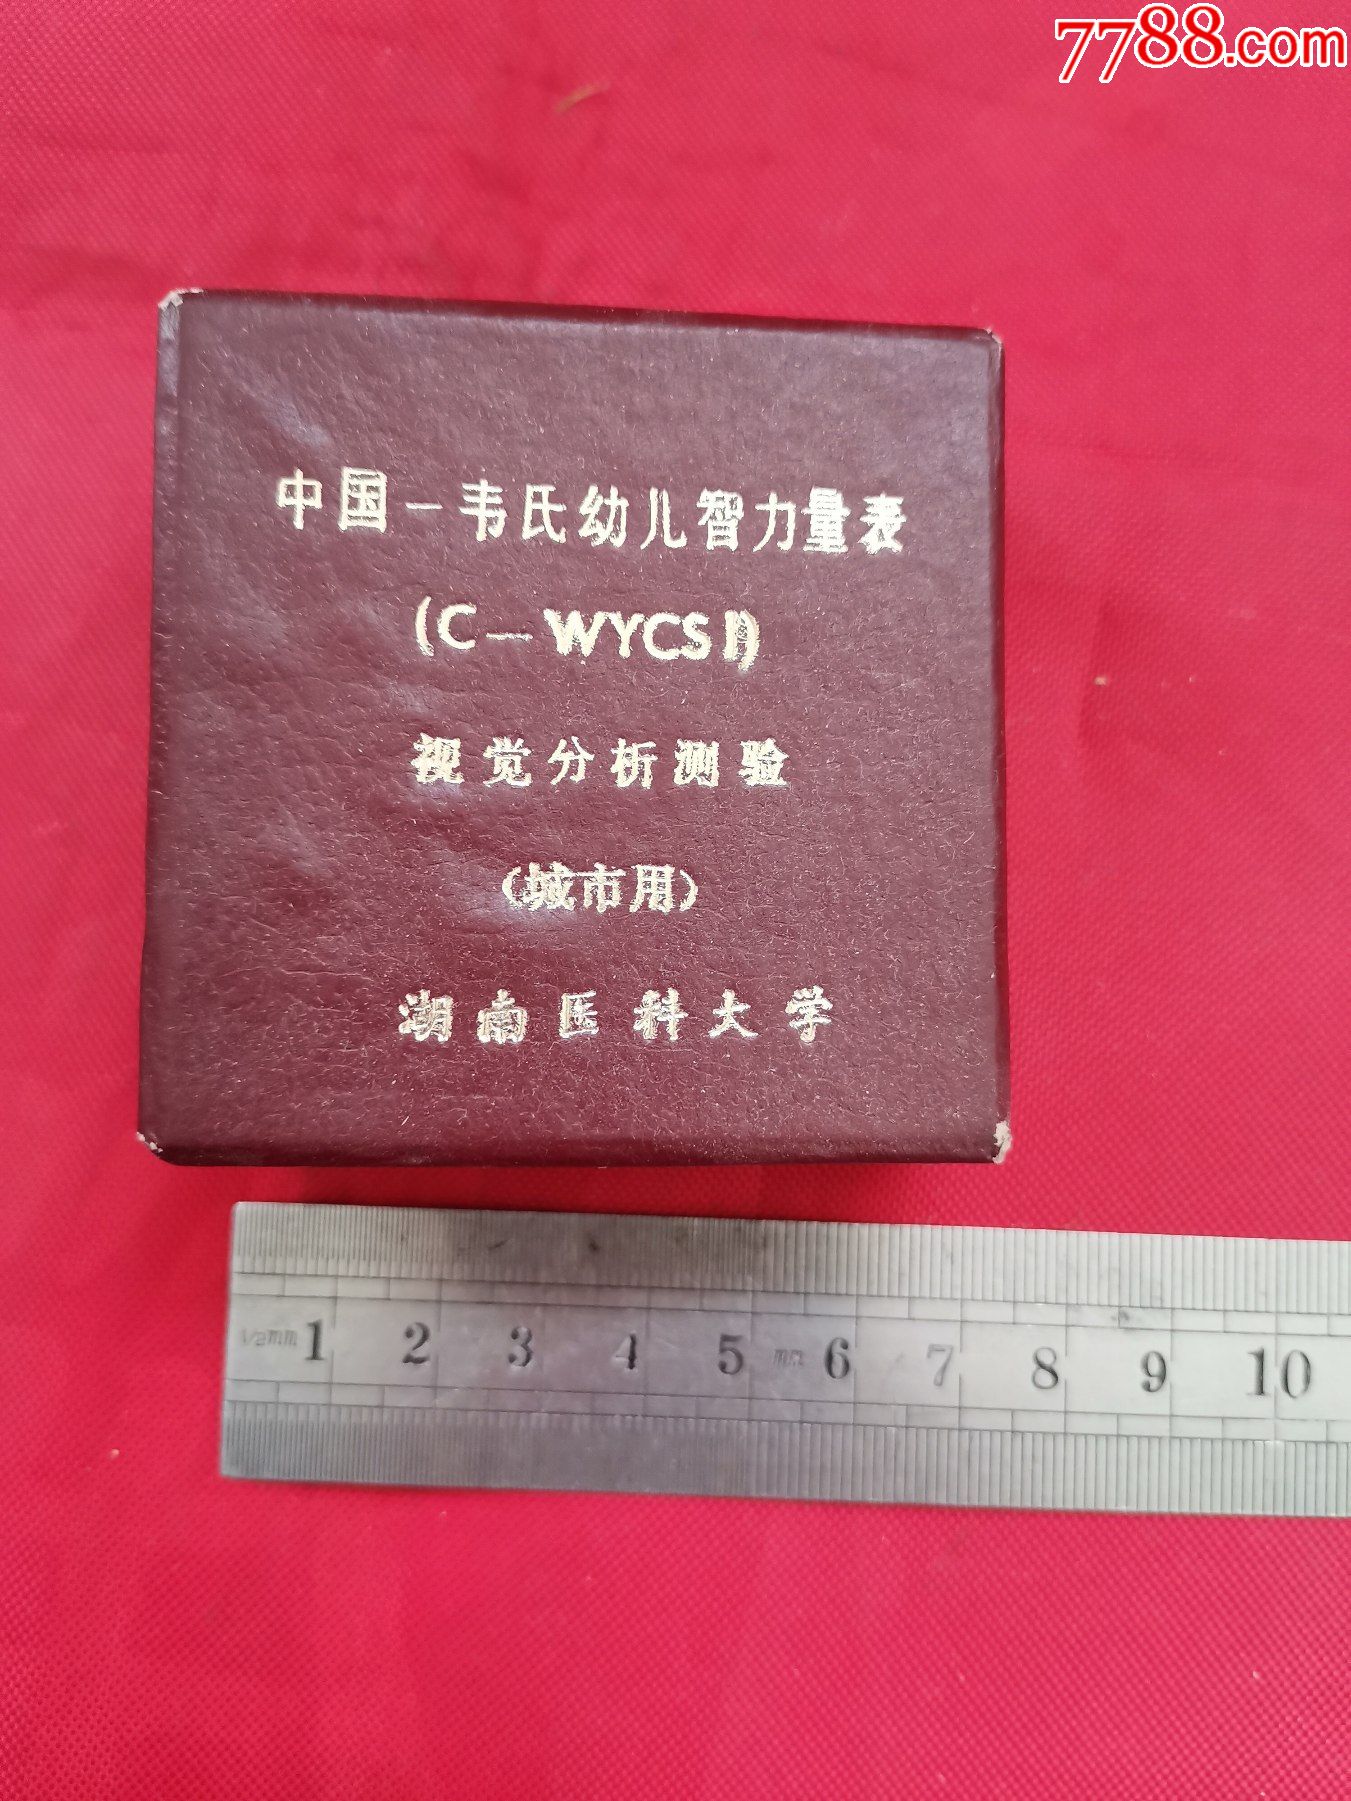 7788.com
中国－韦氏幼儿智力量表
(C－WYCSI)
视觉分析测验
(城市用)
湖南医科大学
1/2mm 1 2 3 4 5 mm 6 7 8 9 10